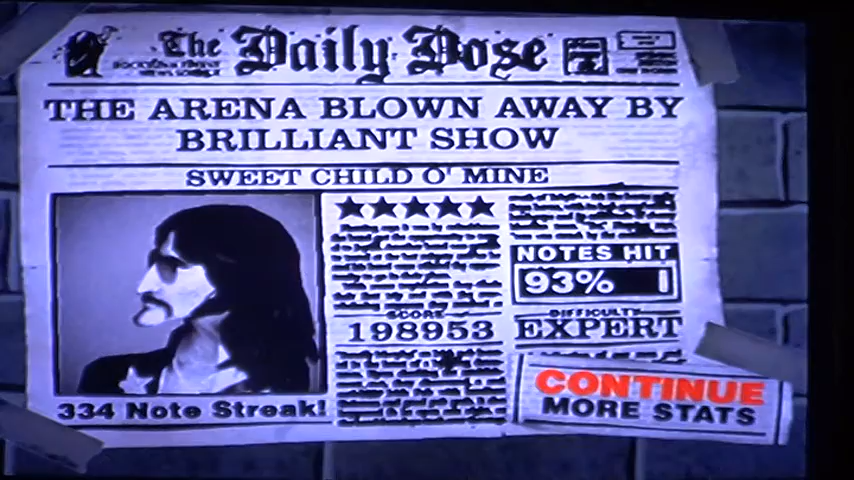 The Daily Dose
THE ARENA BLOWN AWAY BY
BRILLIANT SHOW
SWEET CHILD O' MINE
★★★★★
NOTES HIT
93%
SCORE
198953
DIFFICULTY
EXPERT
334 Note Streak!
CONTINUE
MORE STATS